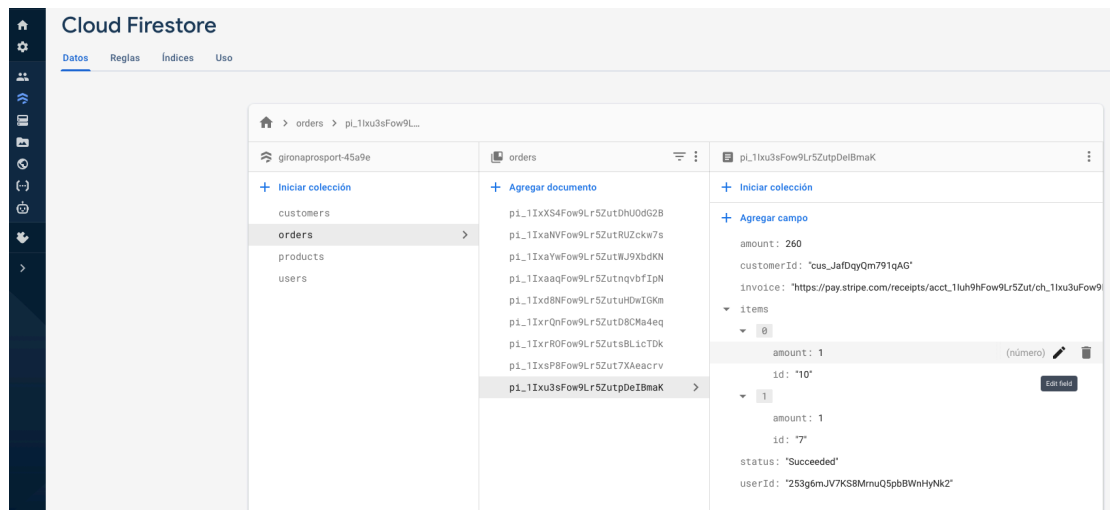 Cloud Firestore
Datos Reglas Índices Uso
orders > pi_1Ixu3sFow9L...
gironaprosport-45a9e
orders
pi_1Ixu3sFow9Lr5ZutpDeIBmaK
+ Iniciar colección
+ Agregar documento
+ Iniciar colección
customers
orders
products
users
pi_1IxXS4Fow9Lr5ZutDhUOdG2B
pi_1IxaNVFow9Lr5ZutRUZckw7s
pi_1IxaYwFow9Lr5ZutWJ9XbdKN
pi_1IxaaqFow9Lr5ZutnqvbfIpN
pi_1Ixd8NFow9Lr5ZutuHDwIGKm
pi_1IxrQnFow9Lr5ZutD8CMa4eq
pi_1IxrROFow9Lr5ZutsBLicTDk
pi_1IxsP8Fow9Lr5Zut7XAeacrv
pi_1Ixu3sFow9Lr5ZutpDeIBmaK
+ Agregar campo
amount: 260
customerId: "cus_JafDqyQm791qAG"
invoice: "https://pay.stripe.com/receipts/acct_1Iuh9hFow9Lr5Zut/ch_1Ixu3uFow9
items
0
amount: 1 (número)
id: "10"
Edit field
1
amount: 1
id: "7"
status: "Succeeded"
userId: "253g6mJV7KS8MrnuQ5pbBWnHyNk2"